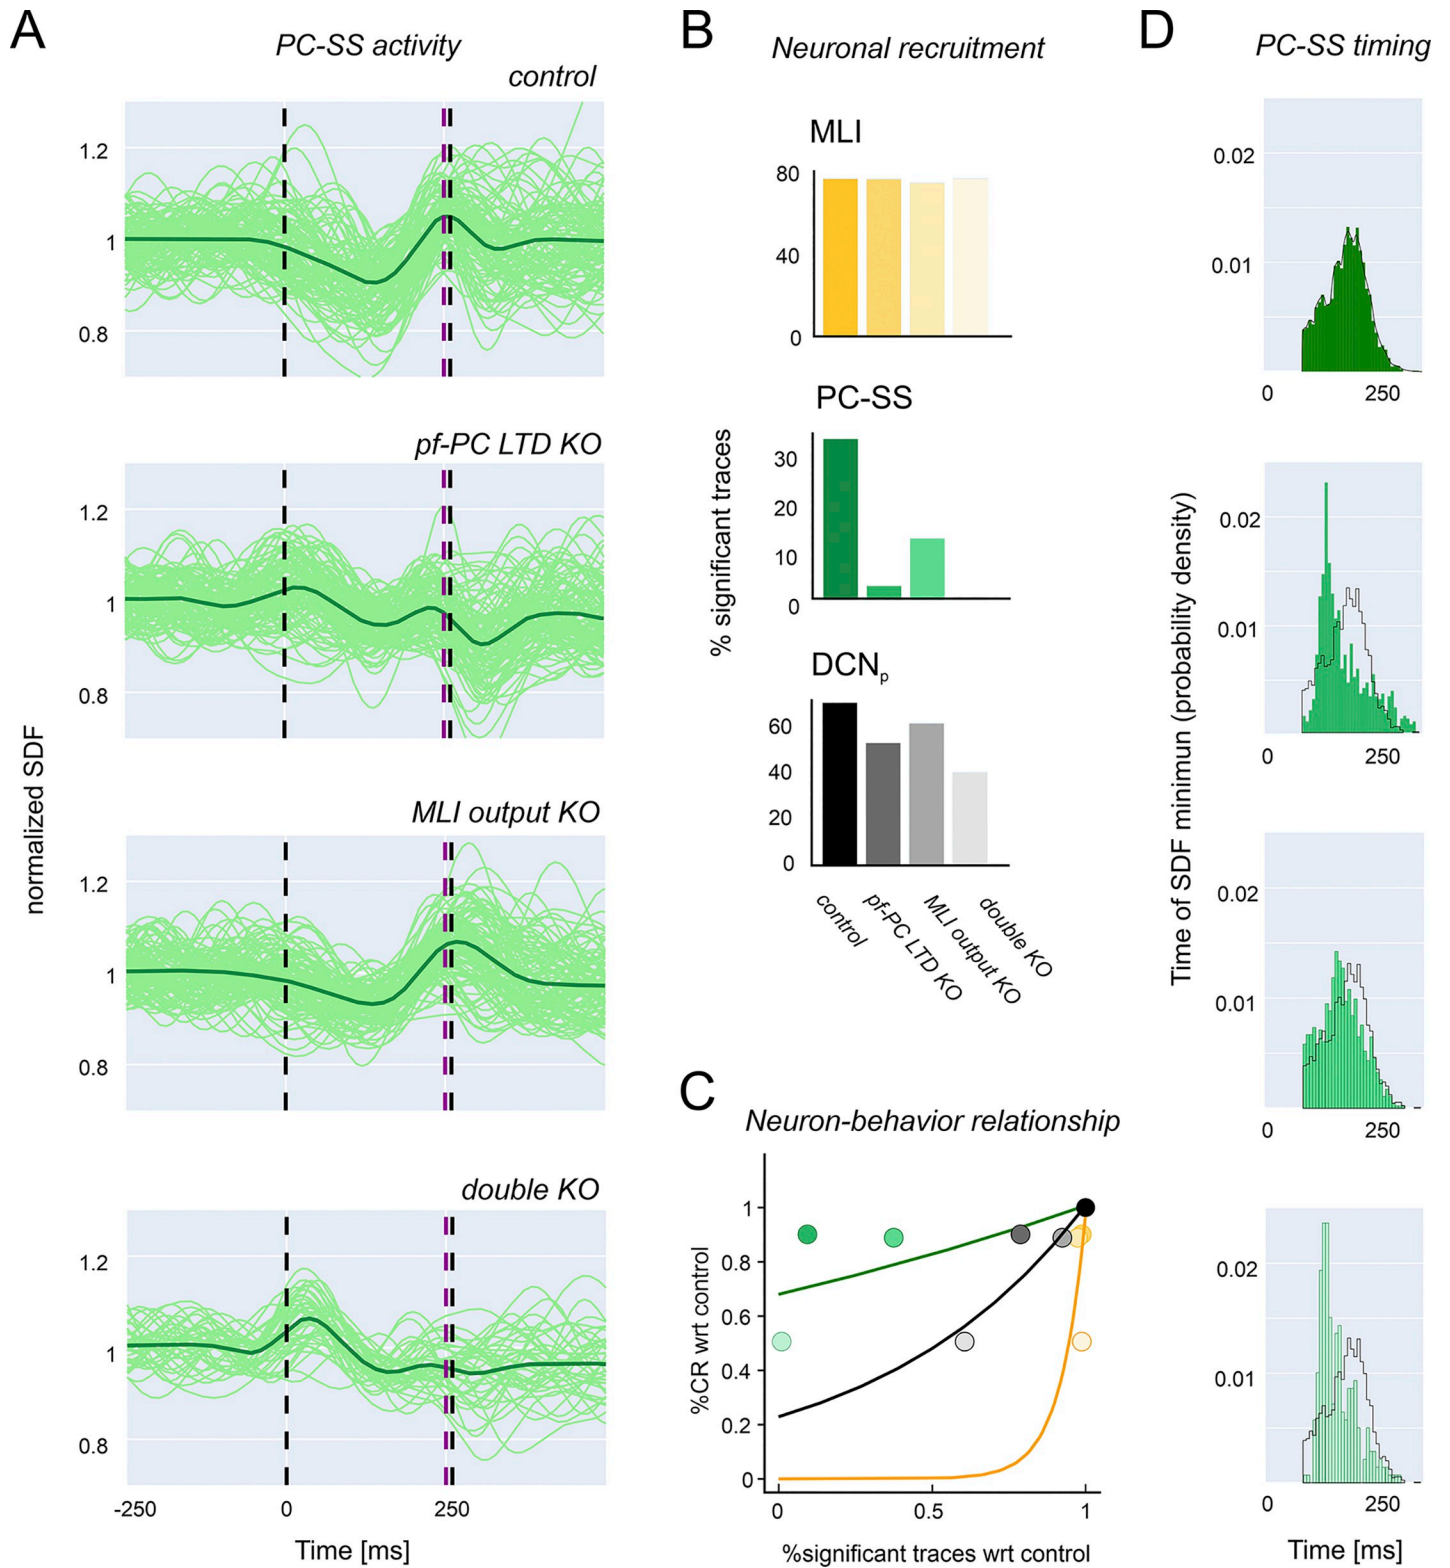 A
PC-SS activity
control
1.2
1
0.8
pf-PC LTD KO
1.2
1
0.8
MLI output KO
1.2
1
0.8
double KO
1.2
1
0.8
-250
0
250
Time [ms]
normalized SDF
B
Neuronal recruitment
MLI
80
40
0
PC-SS
30
20
10
0
DCNp
60
40
20
0
% significant traces
control
pf-PC LTD KO
MLI output KO
double KO
C
Neuron-behavior relationship
1
0.8
0.6
0.4
0.2
0
%CR wrt control
0
0.5
1
%significant traces wrt control
D
PC-SS timing
0.02
0.01
0
250
0.02
0.01
0
250
0.02
0.01
0
250
0.02
0.01
0
250
Time [ms]
Time of SDF minimun (probability density)